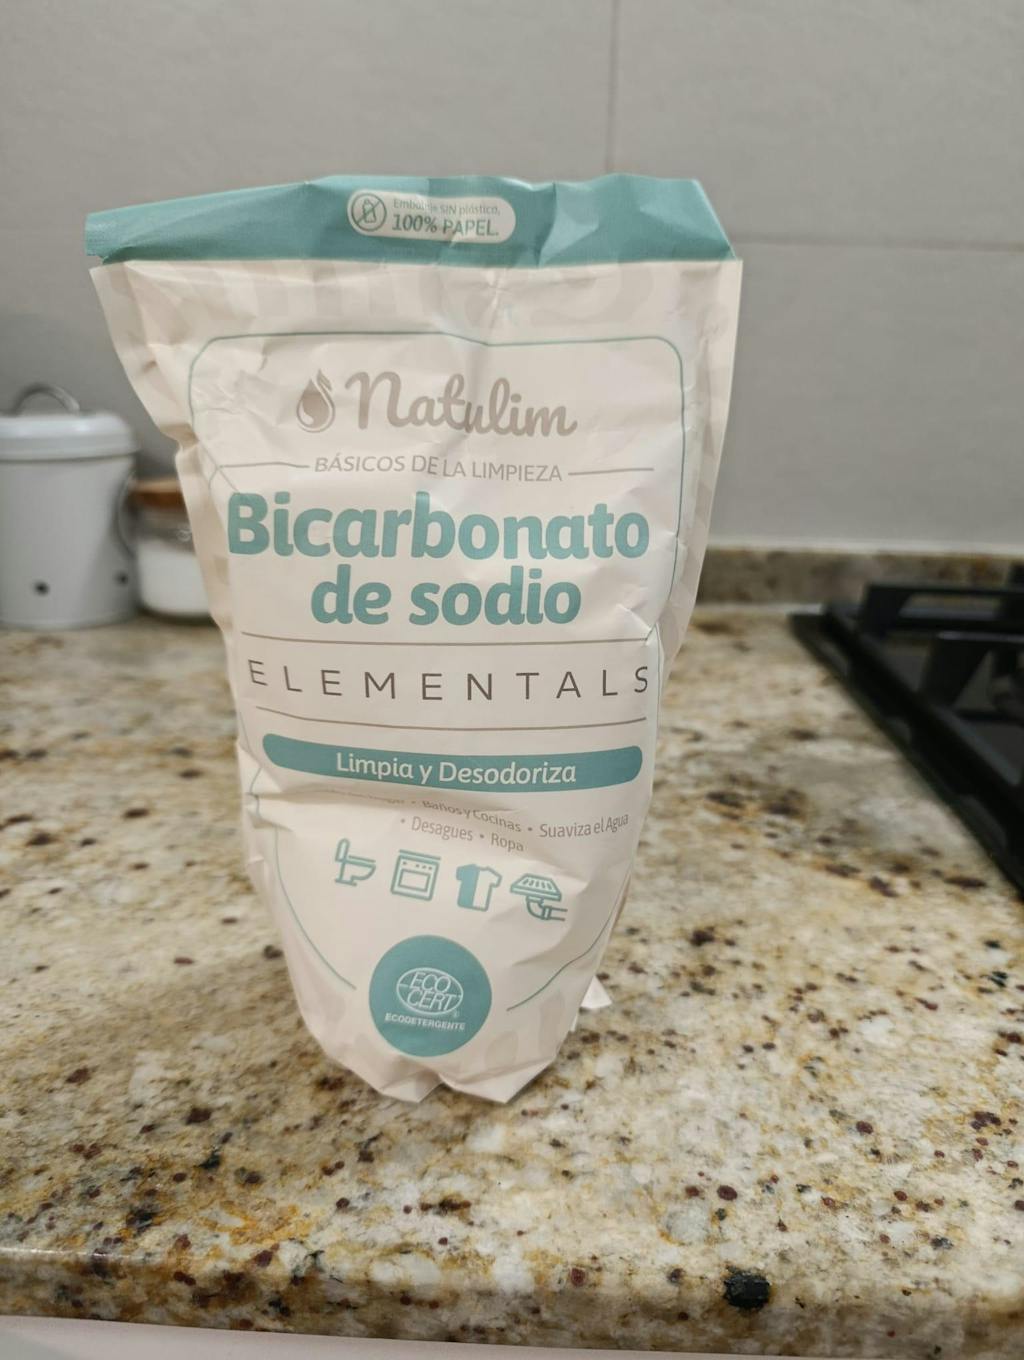 Embalaje SIN plástico,
100% PAPEL.
Natulim
BÁSICOS DE LA LIMPIEZA
Bicarbonato
de sodio
ELEMENTALS
Limpia y Desodoriza
• Baños y Cocinas • Suaviza el Agua
• Desagues • Ropa
ECO
CERT®
ECODETERGENTE